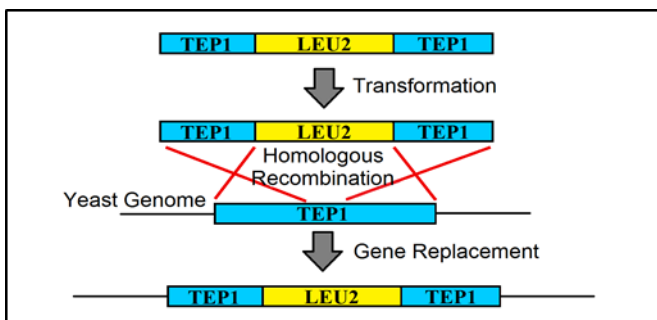 TEP1 LEU2 TEP1
Transformation
TEP1 LEU2 TEP1
Homologous
Recombination
Yeast Genome
TEP1
Gene Replacement
TEP1 LEU2 TEP1